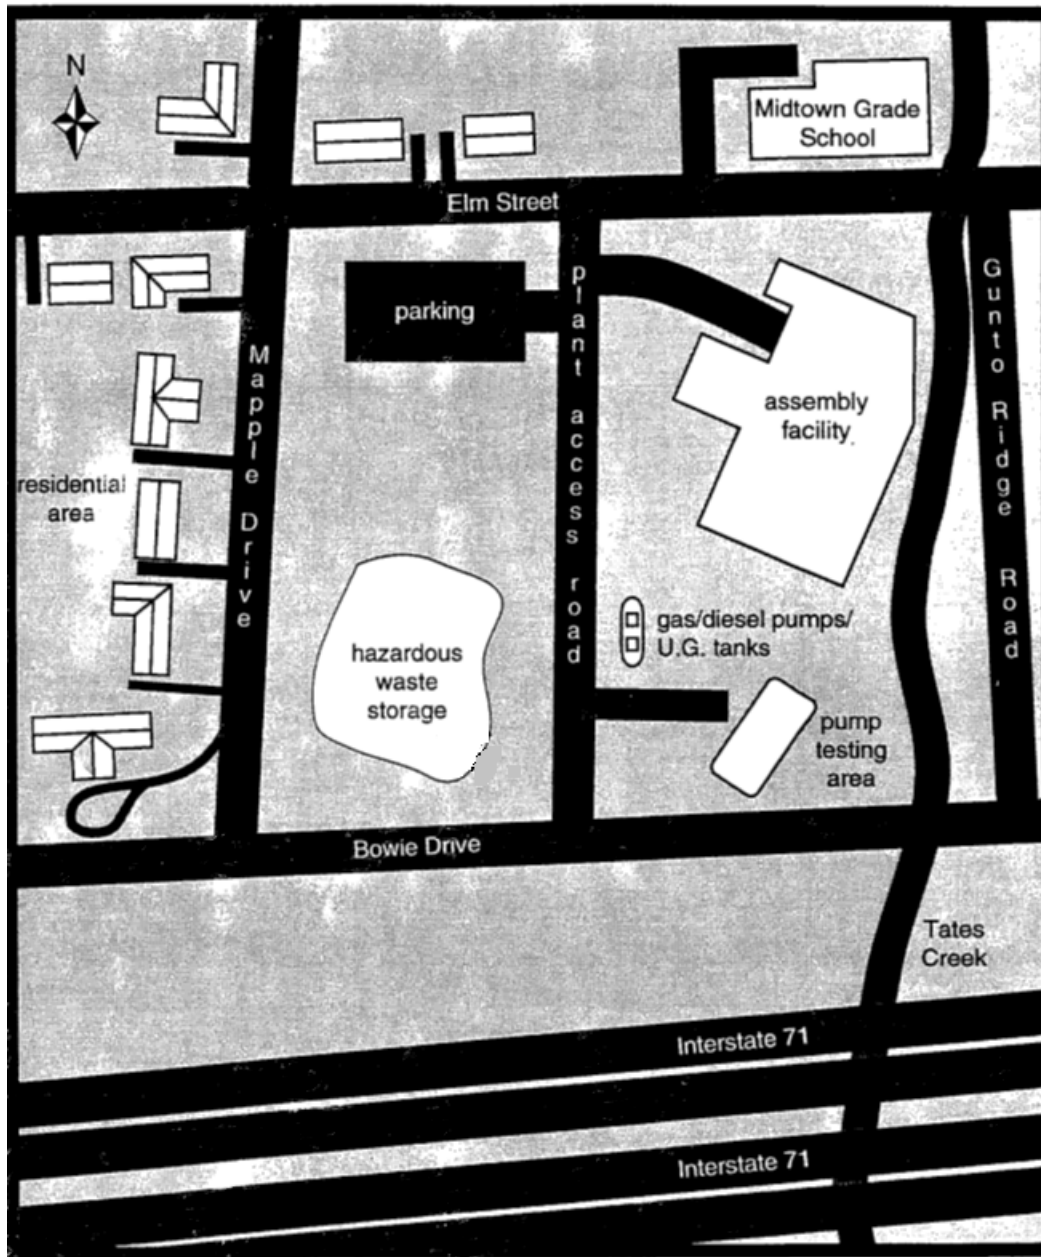 N
Midtown Grade
School
Elm Street
parking
plant access road
Gunto Ridge Road
Mapple Drive
assembly
facility
residential
area
hazardous
waste
storage
gas/diesel pumps/
U.G. tanks
pump
testing
area
Bowie Drive
Tates
Creek
Interstate 71
Interstate 71